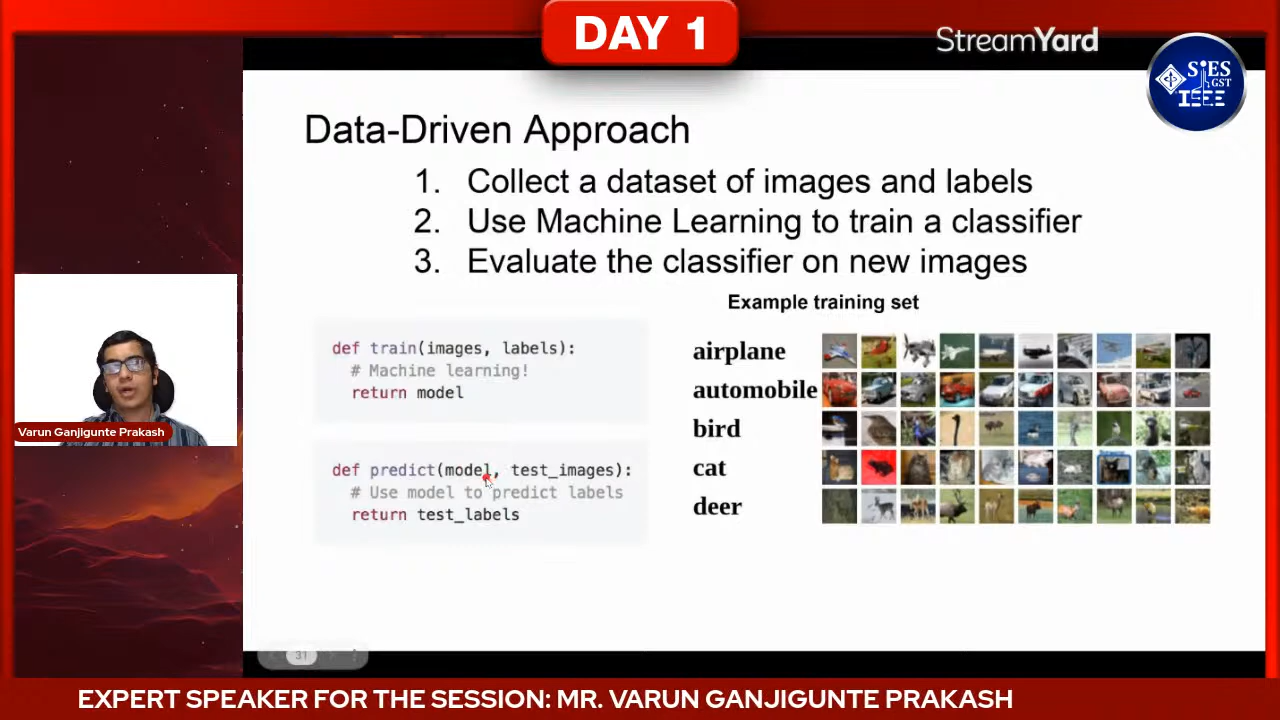 DAY 1
StreamYard
SiES
GST
IEEE
Data-Driven Approach
1. Collect a dataset of images and labels
2. Use Machine Learning to train a classifier
3. Evaluate the classifier on new images
Example training set
def train(images, labels):
# Machine learning!
return model
def predict(model, test_images):
# Use model to predict labels
return test_labels
airplane
automobile
bird
cat
deer
Varun Ganjigunte Prakash
31
EXPERT SPEAKER FOR THE SESSION: MR. VARUN GANJIGUNTE PRAKASH